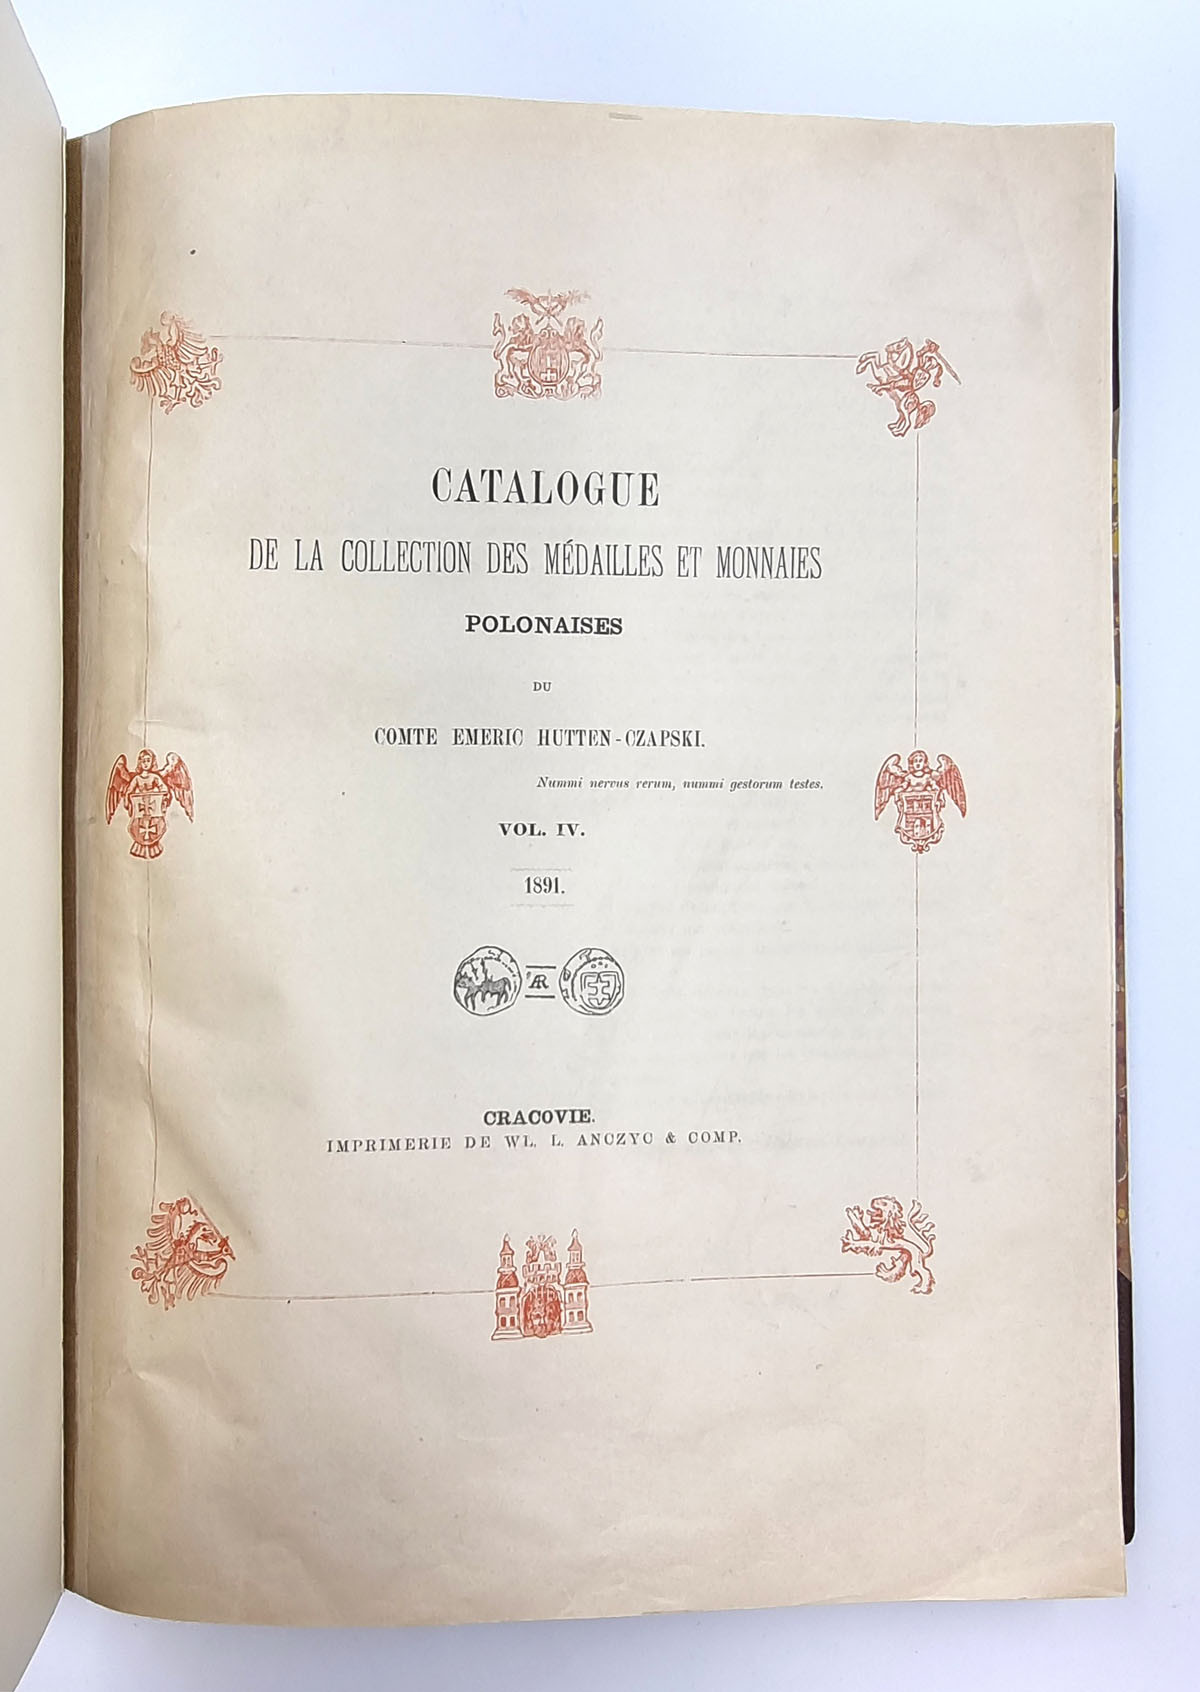 CATALOGUE
DE LA COLLECTION DES MÉDAILLES ET MONNAIES
POLONAISES
DU
COMTE EMERIC HUTTEN-CZAPSKI.
Nummi nervus rerum, nummi gestorum testes.
VOL. IV.
1891.
AR
CRACOVIE.
IMPRIMERIE DE WL. L. ANCZYC & COMP.